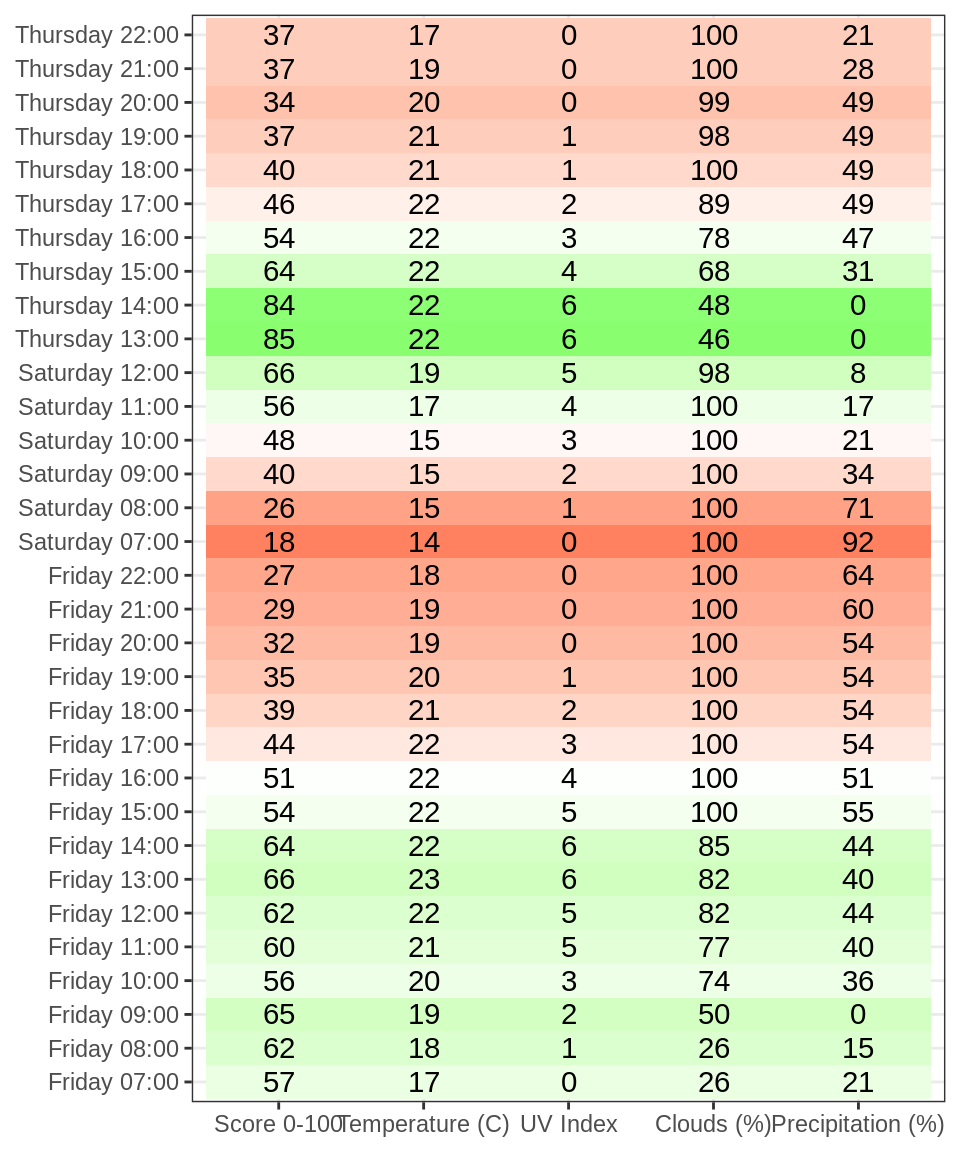 Thursday 22:00 37 17 0 100 21
Thursday 21:00 37 19 0 100 28
Thursday 20:00 34 20 0 99 49
Thursday 19:00 37 21 1 98 49
Thursday 18:00 40 21 1 100 49
Thursday 17:00 46 22 2 89 49
Thursday 16:00 54 22 3 78 47
Thursday 15:00 64 22 4 68 31
Thursday 14:00 84 22 6 48 0
Thursday 13:00 85 22 6 46 0
Saturday 12:00 66 19 5 98 8
Saturday 11:00 56 17 4 100 17
Saturday 10:00 48 15 3 100 21
Saturday 09:00 40 15 2 100 34
Saturday 08:00 26 15 1 100 71
Saturday 07:00 18 14 0 100 92
Friday 22:00 27 18 0 100 64
Friday 21:00 29 19 0 100 60
Friday 20:00 32 19 0 100 54
Friday 19:00 35 20 1 100 54
Friday 18:00 39 21 2 100 54
Friday 17:00 44 22 3 100 54
Friday 16:00 51 22 4 100 51
Friday 15:00 54 22 5 100 55
Friday 14:00 64 22 6 85 44
Friday 13:00 66 23 6 82 40
Friday 12:00 62 22 5 82 44
Friday 11:00 60 21 5 77 40
Friday 10:00 56 20 3 74 36
Friday 09:00 65 19 2 50 0
Friday 08:00 62 18 1 26 15
Friday 07:00 57 17 0 26 21
Score 0-100 Temperature (C) UV Index Clouds (%) Precipitation (%)